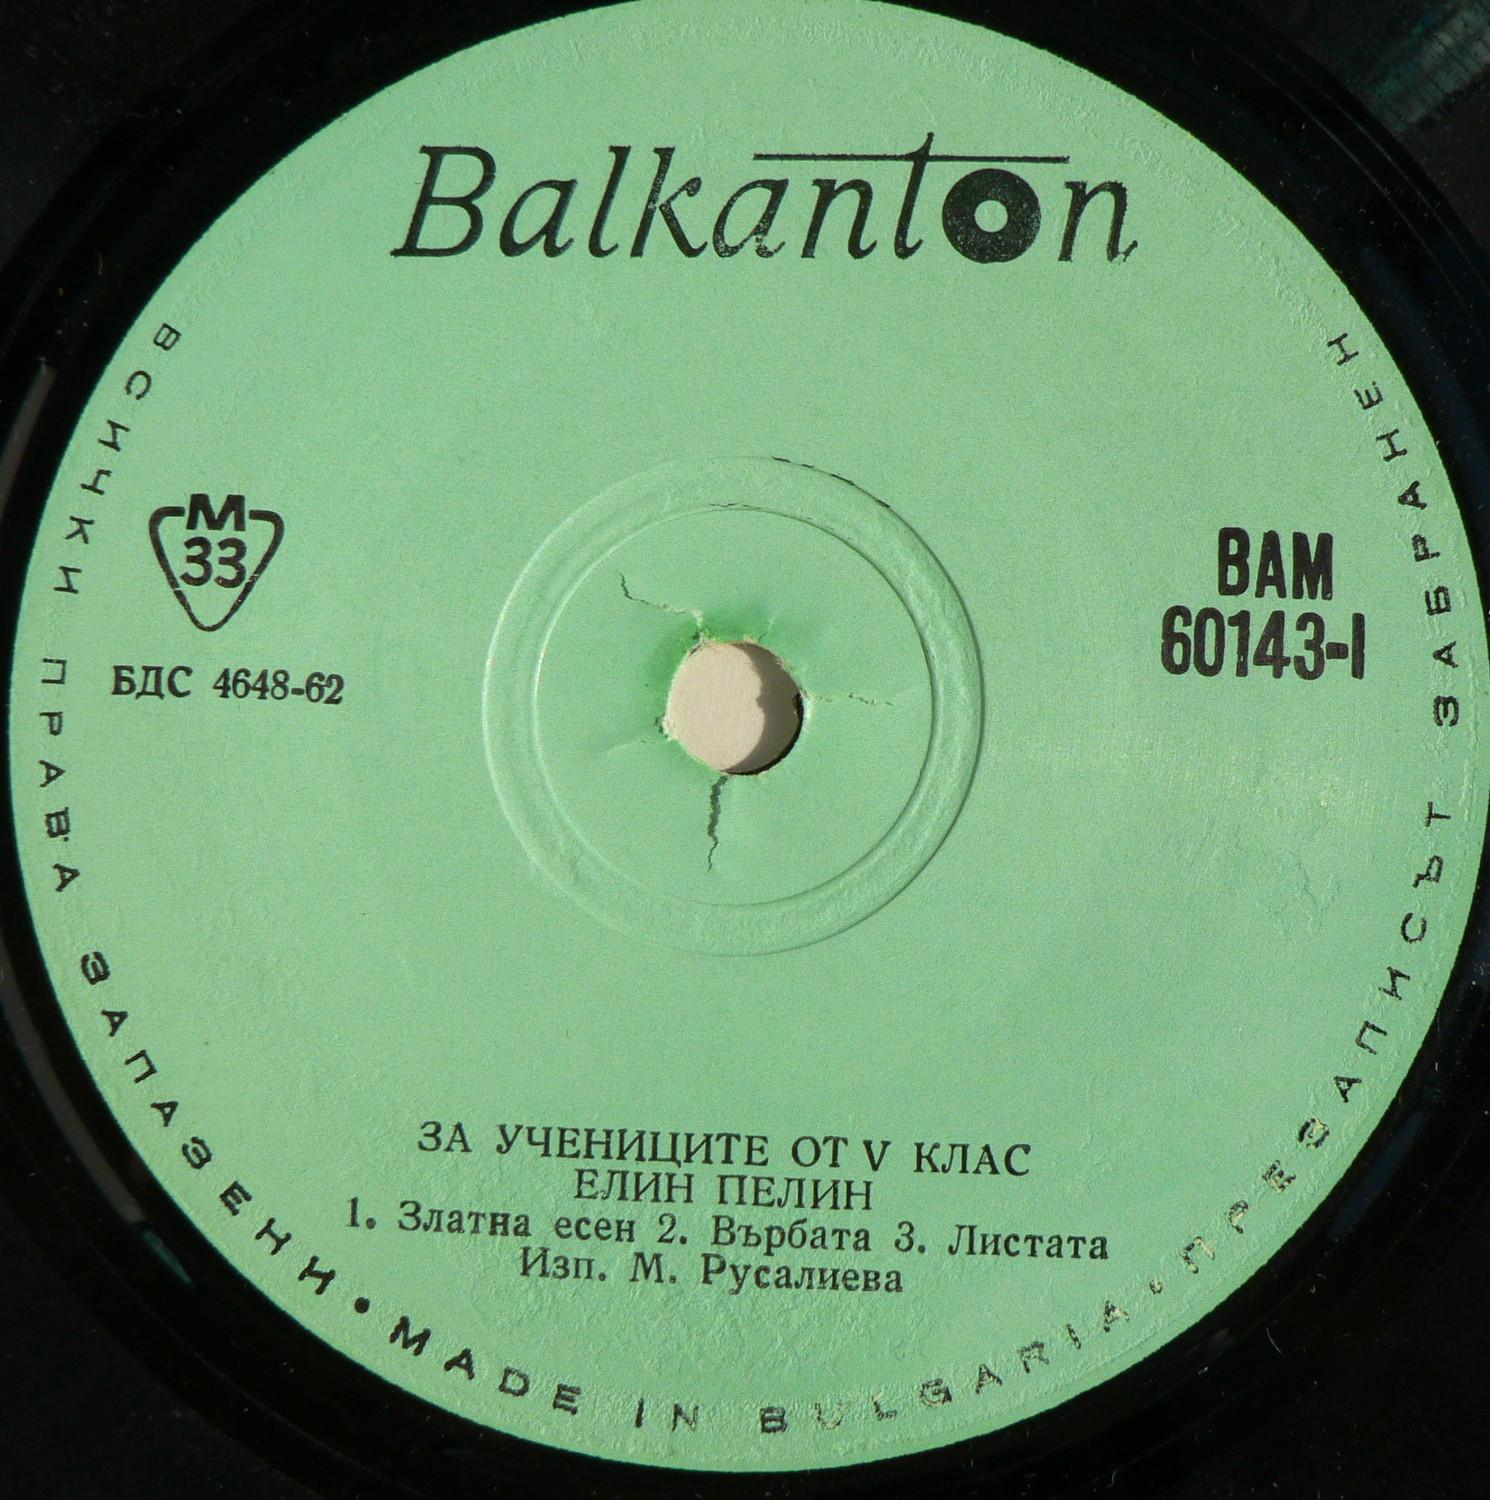 Balkanton
М
33
БДС 4648-62
ВАМ
60143-I
ЗА УЧЕНИЦИТЕ ОТ V КЛАС
ЕЛИН ПЕЛИН
1. Златна есен 2. Върбата 3. Листата
Изп. М. Русалиева
ВСИЧКИ ПРАВА ЗАПАЗЕНИ • MADE IN BULGARIA • ПРЕЗАПИСЪТ ЗАБРАНЕН